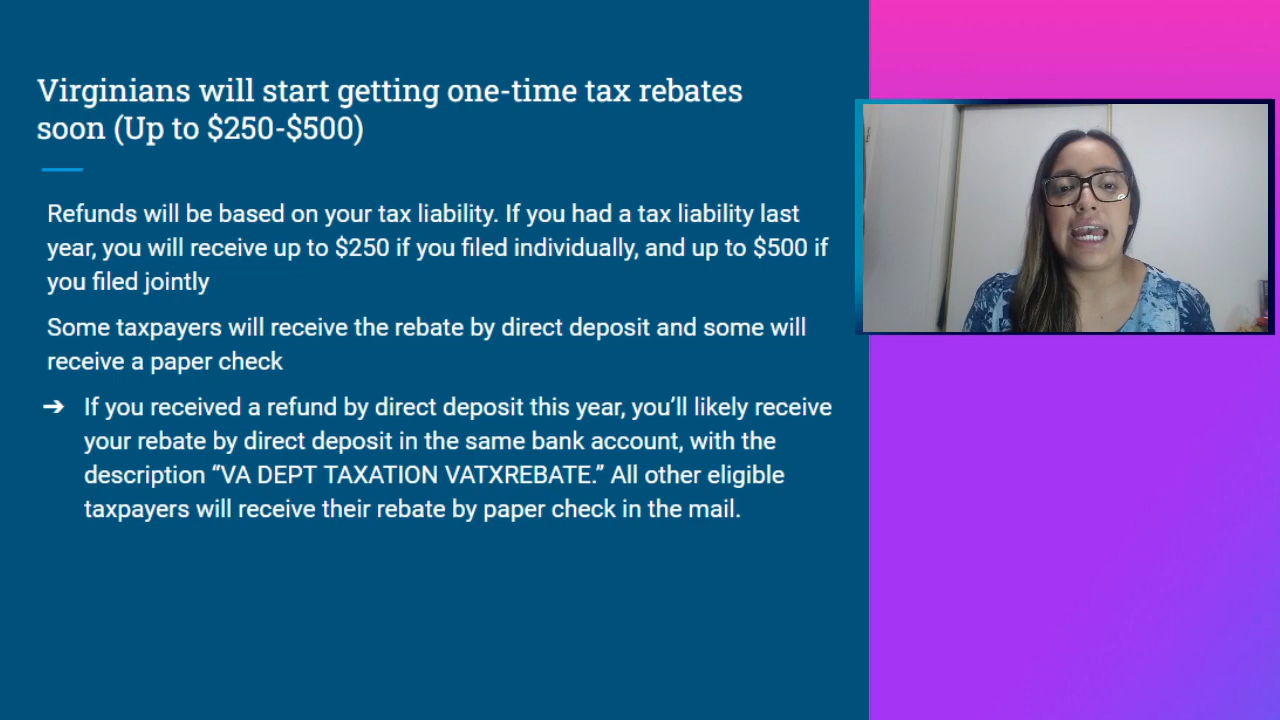 Virginians will start getting one-time tax rebates
soon (Up to $250-$500)
Refunds will be based on your tax liability. If you had a tax liability last
year, you will receive up to $250 if you filed individually, and up to $500 if
you filed jointly
Some taxpayers will receive the rebate by direct deposit and some will
receive a paper check
➔ If you received a refund by direct deposit this year, you’ll likely receive
your rebate by direct deposit in the same bank account, with the
description “VA DEPT TAXATION VATXREBATE.” All other eligible
taxpayers will receive their rebate by paper check in the mail.